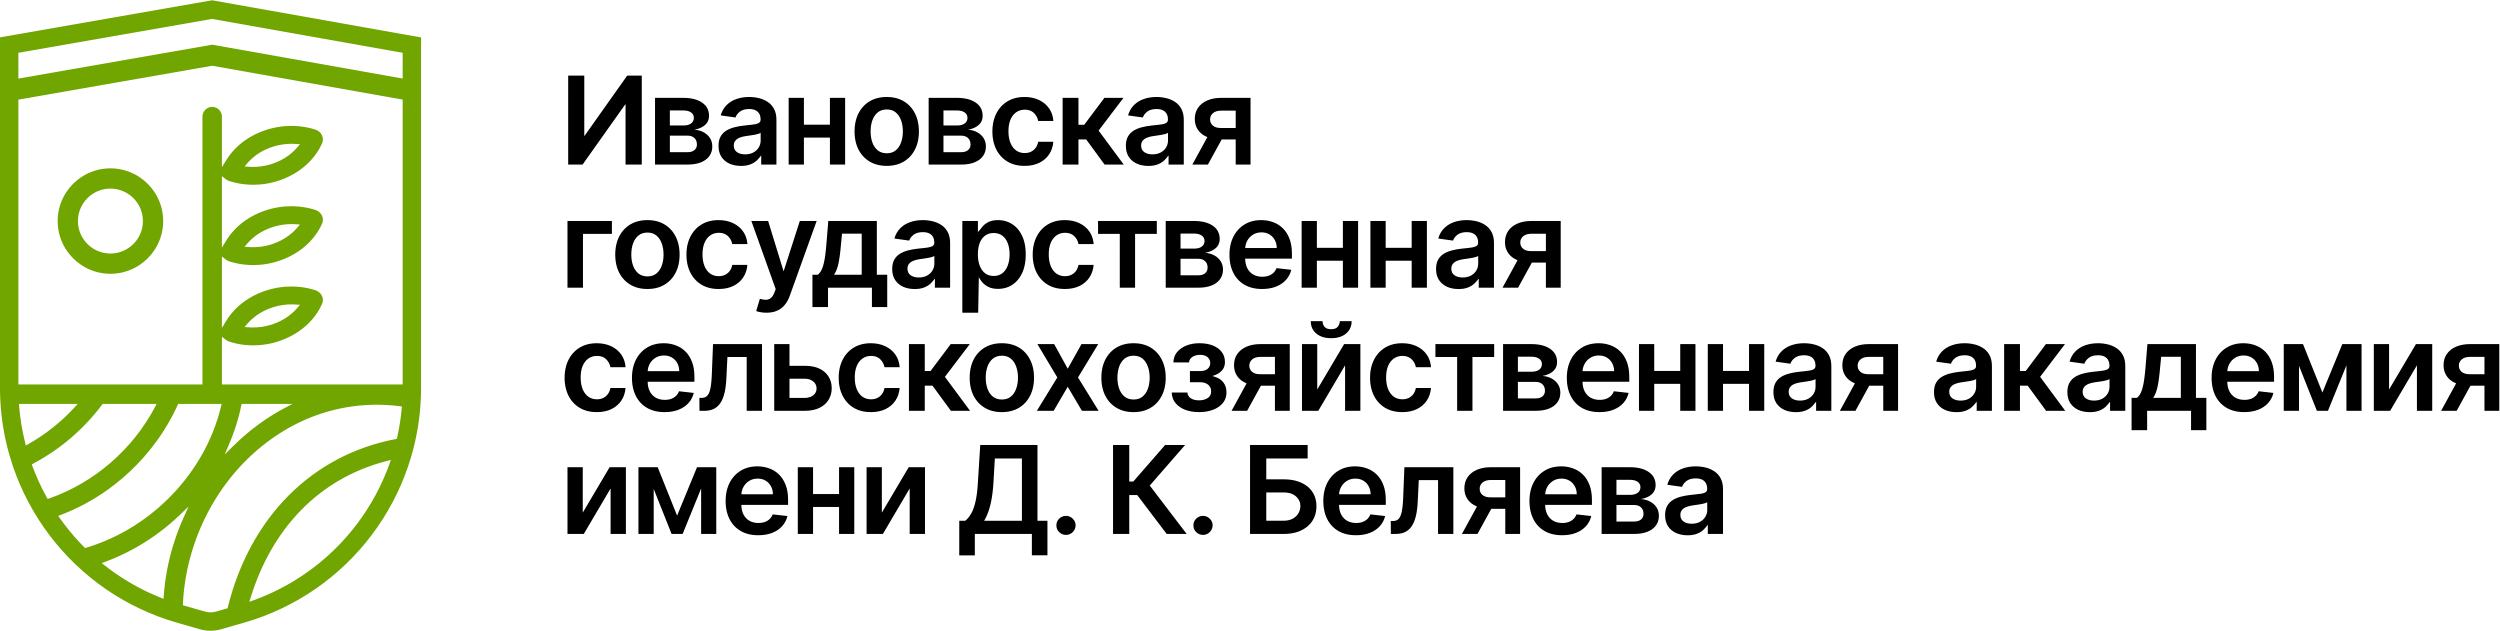 Ивановская
Государственная
сельскохозяйственная академия
имени Д. К. Беляева